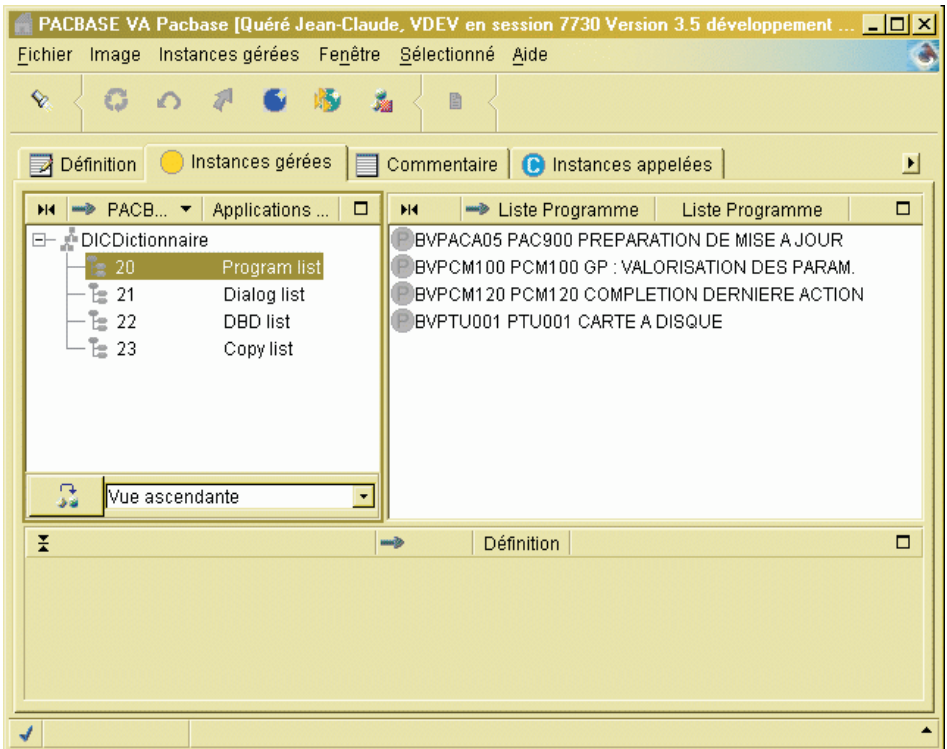 PACBASE VA Pacbase [Quéré Jean-Claude, VDEV en session 7730 Version 3.5 développement ...
Fichier Image Instances gérées Fenêtre Sélectionné Aide
Définition Instances gérées Commentaire C Instances appelées
PACB... Applications ... Liste Programme Liste Programme
DICDictionnaire
20 Program list
21 Dialog list
22 DBD list
23 Copy list
Vue ascendante
P BVPACA05 PAC900 PREPARATION DE MISE A JOUR
P BVPCM100 PCM100 GP : VALORISATION DES PARAM.
P BVPCM120 PCM120 COMPLETION DERNIERE ACTION
P BVPTU001 PTU001 CARTE A DISQUE
Définition